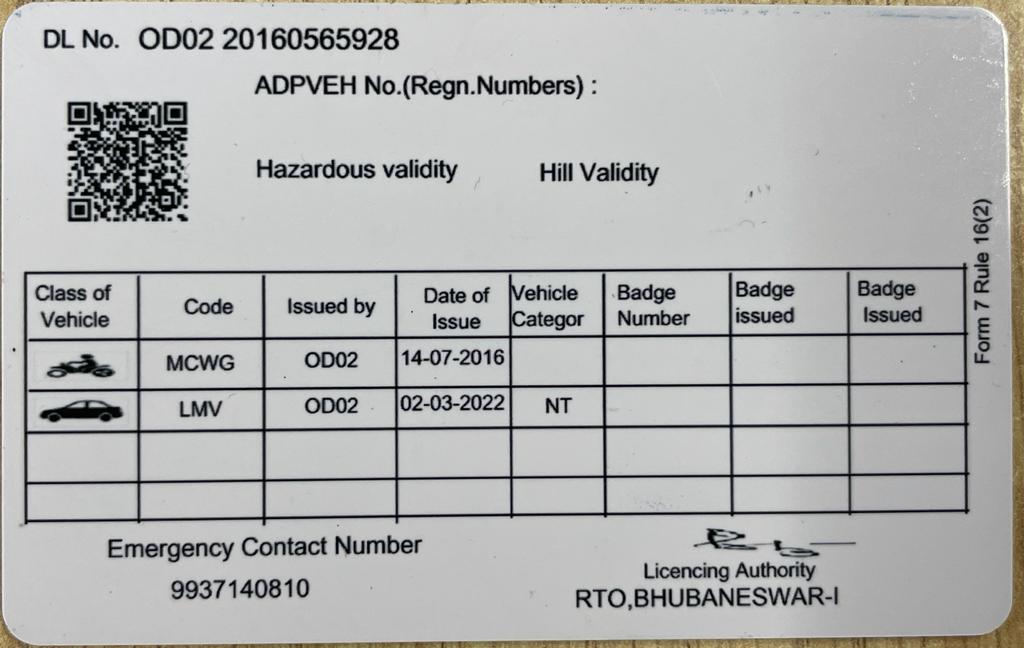 DL No. OD02 20160565928
ADPVEH No.(Regn.Numbers) :
Hazardous validity Hill Validity
Form 7 Rule 16(2)
Class of Vehicle Code Issued by Date of Issue Vehicle Categor Badge Number Badge issued Badge Issued
MCWG OD02 14-07-2016
LMV OD02 02-03-2022 NT
Emergency Contact Number
9937140810
Licencing Authority
RTO,BHUBANESWAR-I